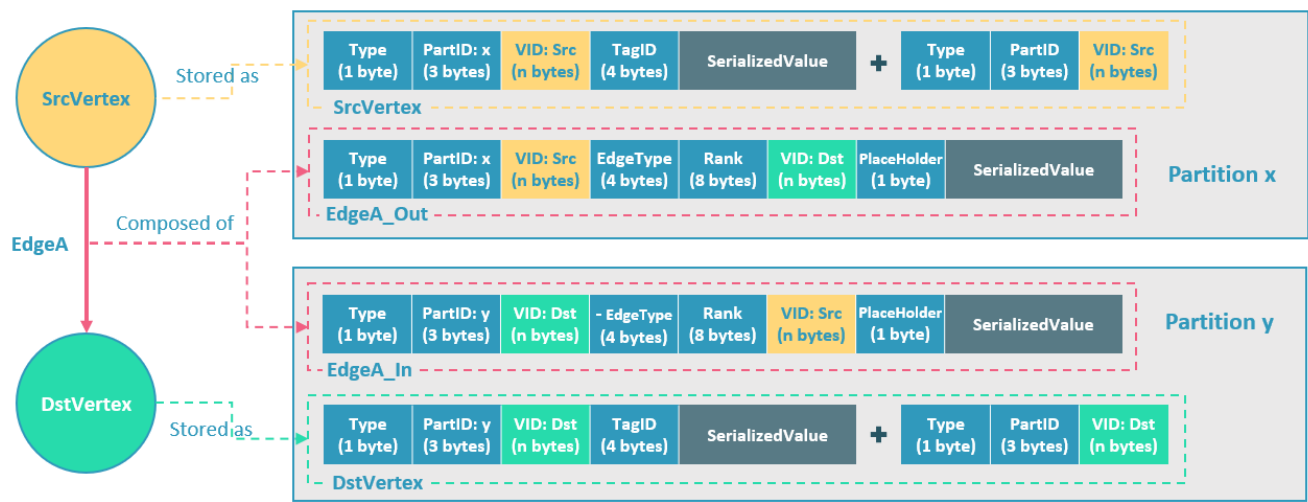 SrcVertex
Stored as
EdgeA
Composed of
DstVertex
Stored as
Type PartID: x VID: Src TagID SerializedValue + Type PartID VID: Src
(1 byte) (3 bytes) (n bytes) (4 bytes) (1 byte) (3 bytes) (n bytes)
SrcVertex
Type PartID: x VID: Src EdgeType Rank VID: Dst PlaceHolder SerializedValue
(1 byte) (3 bytes) (n bytes) (4 bytes) (8 bytes) (n bytes) (1 byte)
EdgeA_Out
Partition x
Type PartID: y VID: Dst - EdgeType Rank VID: Src PlaceHolder SerializedValue
(1 byte) (3 bytes) (n bytes) (4 bytes) (8 bytes) (n bytes) (1 byte)
EdgeA_In
Partition y
Type PartID: y VID: Dst TagID SerializedValue + Type PartID VID: Dst
(1 byte) (3 bytes) (n bytes) (4 bytes) (1 byte) (3 bytes) (n bytes)
DstVertex